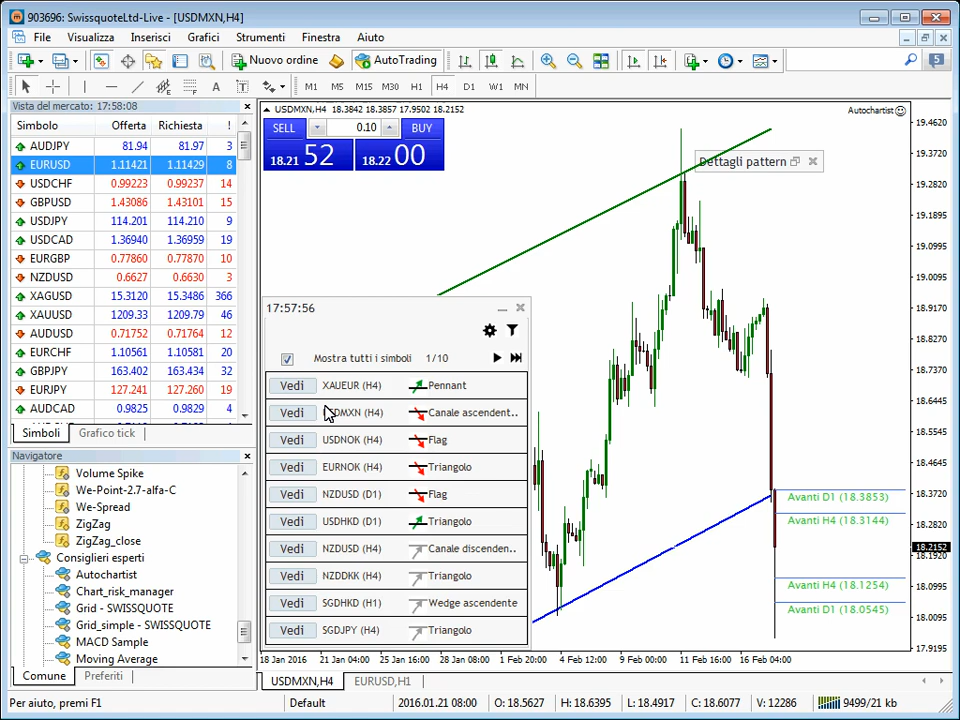 903696: SwissquoteLtd-Live - [USDMXN,H4]
File Visualizza Inserisci Grafici Strumenti Finestra Aiuto
Nuovo ordine AutoTrading 5
A T M1 M5 M15 M30 H1 H4 D1 W1 MN
Vista del mercato: 17:58:08
Simbolo Offerta Richiesta !
AUDJPY 81.94 81.97 3
EURUSD 1.11421 1.11429 8
USDCHF 0.99223 0.99237 14
GBPUSD 1.43086 1.43101 15
USDJPY 114.201 114.210 9
USDCAD 1.36940 1.36959 19
EURGBP 0.77860 0.77870 10
NZDUSD 0.6627 0.6630 3
XAGUSD 15.3120 15.3486 366
XAUUSD 1209.33 1209.79 46
AUDUSD 0.71752 0.71764 12
EURCHF 1.10561 1.10581 20
GBPJPY 163.402 163.434 32
EURJPY 127.241 127.260 19
AUDCAD 0.9825 0.9829 4
Simboli Grafico tick
Navigatore
Volume Spike
We-Point-2.7-alfa-C
We-Spread
ZigZag
ZigZag_close
Consiglieri esperti
Autochartist
Chart_risk_manager
Grid - SWISSQUOTE
Grid_simple - SWISSQUOTE
MACD Sample
Moving Average
Comune Preferiti
USDMXN,H4 18.3842 18.3857 17.9502 18.2152
Autochartist
SELL 0.10 BUY
18.21 52 18.22 00
Dettagli pattern
17:57:56
Mostra tutti i simboli 1/10
Vedi XAUEUR (H4) Pennant
Vedi DMXN (H4) Canale ascendent..
Vedi USDNOK (H4) Flag
Vedi EURNOK (H4) Triangolo
Vedi NZDUSD (D1) Flag
Vedi USDHKD (D1) Triangolo
Vedi NZDUSD (H4) Canale discenden..
Vedi NZDDKK (H4) Triangolo
Vedi SGDHKD (H1) Wedge ascendente
Vedi SGDJPY (H4) Triangolo
Avanti D1 (18.3853)
Avanti H4 (18.3144)
Avanti H4 (18.1254)
Avanti D1 (18.0545)
19.4620
19.3720
19.2820
19.1895
19.0995
19.0095
18.9170
18.8270
18.7370
18.6445
18.5545
18.4645
18.3720
18.2820
18.2152
18.1920
18.0995
18.0095
17.9195
18 Jan 2016 21 Jan 04:00 25 Jan 16:00 28 Jan 08:00 1 Feb 20:00 4 Feb 12:00 9 Feb 00:00 11 Feb 16:00 16 Feb 04:00
USDMXN,H4 EURUSD,H1
Per aiuto, premi F1 Default 2016.01.21 08:00 O: 18.5627 H: 18.6395 L: 18.4917 C: 18.6077 V: 12286 9499/21 kb